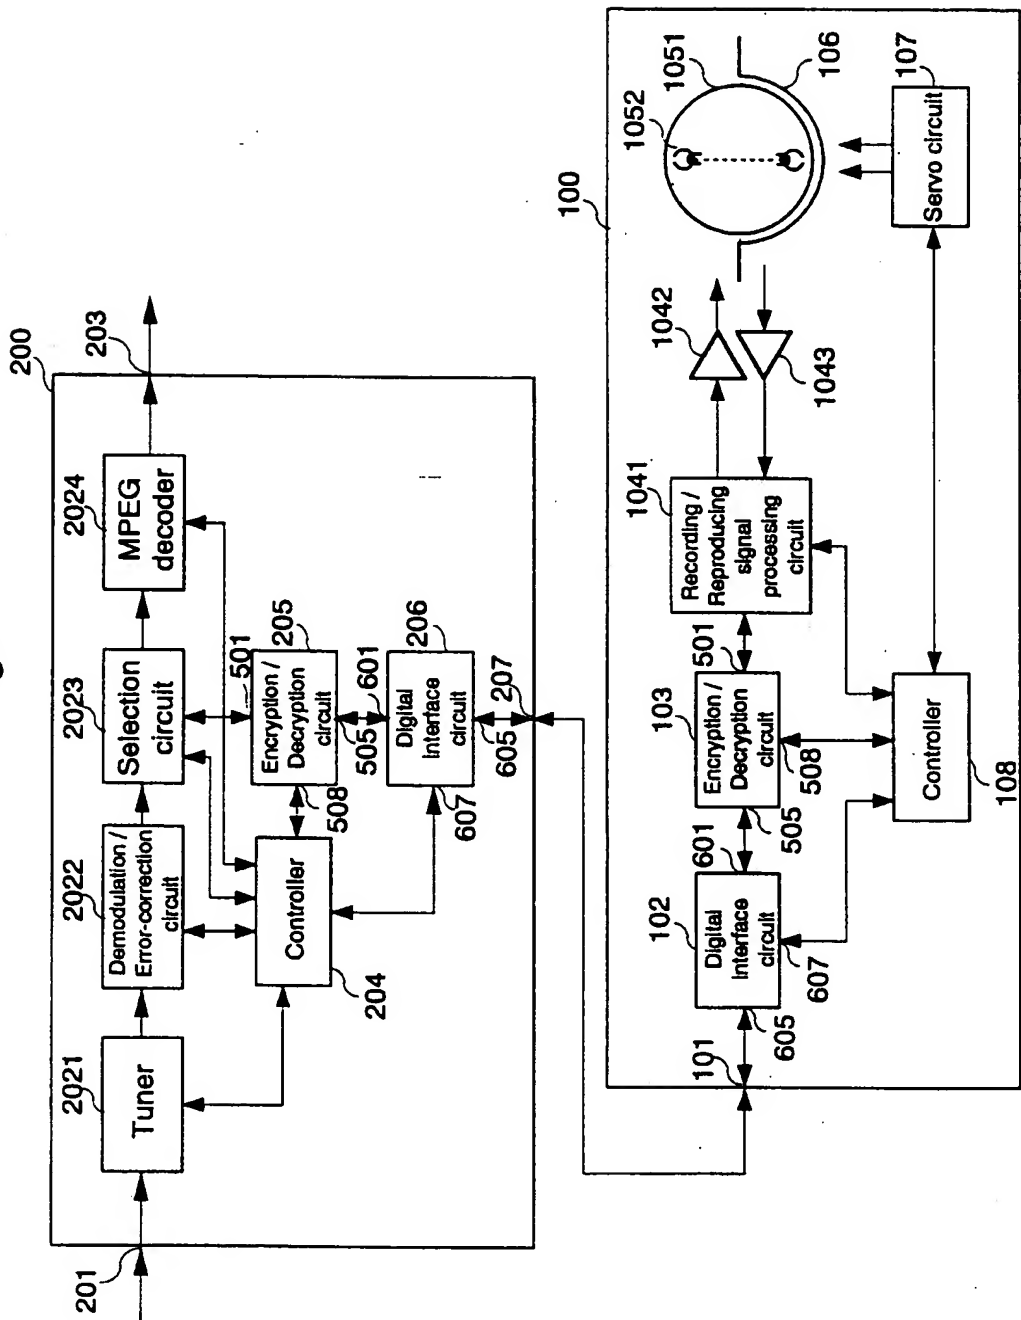 200
201
2021
Tuner
2022
Demodulation /
Error-correction
circuit
2023
Selection
circuit
2024
MPEG
decoder
203
501
Encryption /
Decryption
circuit
205
508
505
601
Digital
Interface
circuit
206
607
605
207
Controller
204
100
101
605
102
Digital
Interface
circuit
607
601
505
103
Encryption /
Decryption
circuit
508
501
1041
Recording /
Reproducing
signal
processing
circuit
1042
1043
1052
1051
106
107
Servo circuit
Controller
108